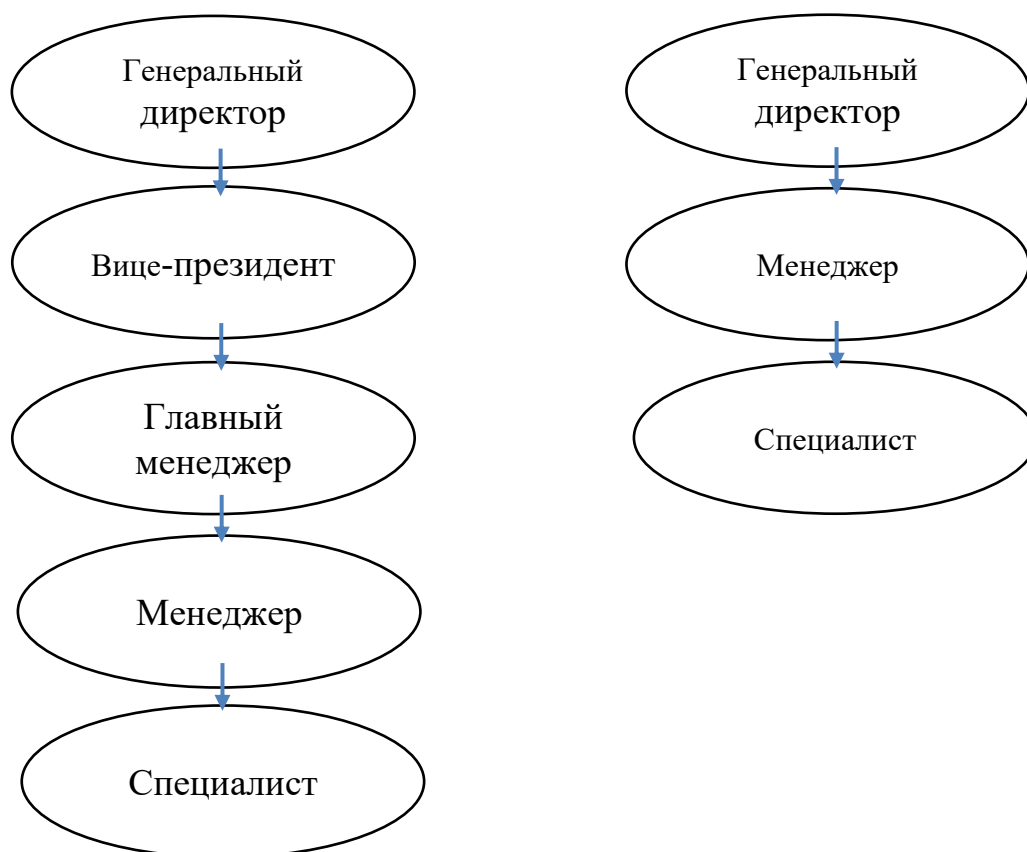 Генеральный
директор
Вице-президент
Главный
менеджер
Менеджер
Специалист
Генеральный
директор
Менеджер
Специалист